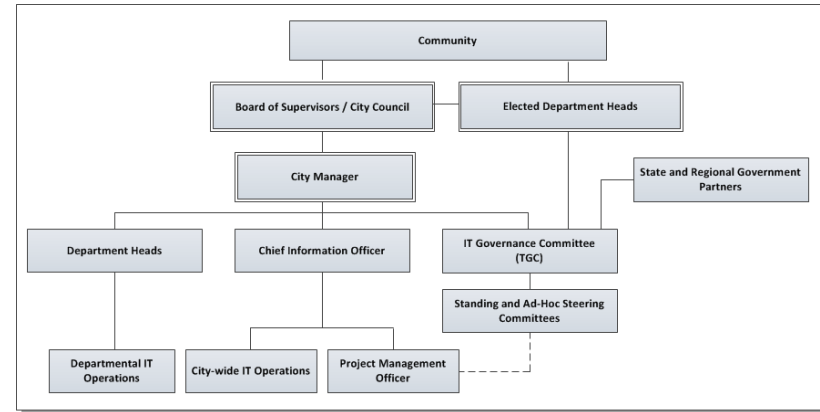 Community
Board of Supervisors / City Council
Elected Department Heads
City Manager
State and Regional Government
Partners
Department Heads
Chief Information Officer
IT Governance Committee
(TGC)
Standing and Ad-Hoc Steering
Committees
Departmental IT
Operations
City-wide IT Operations
Project Management
Officer